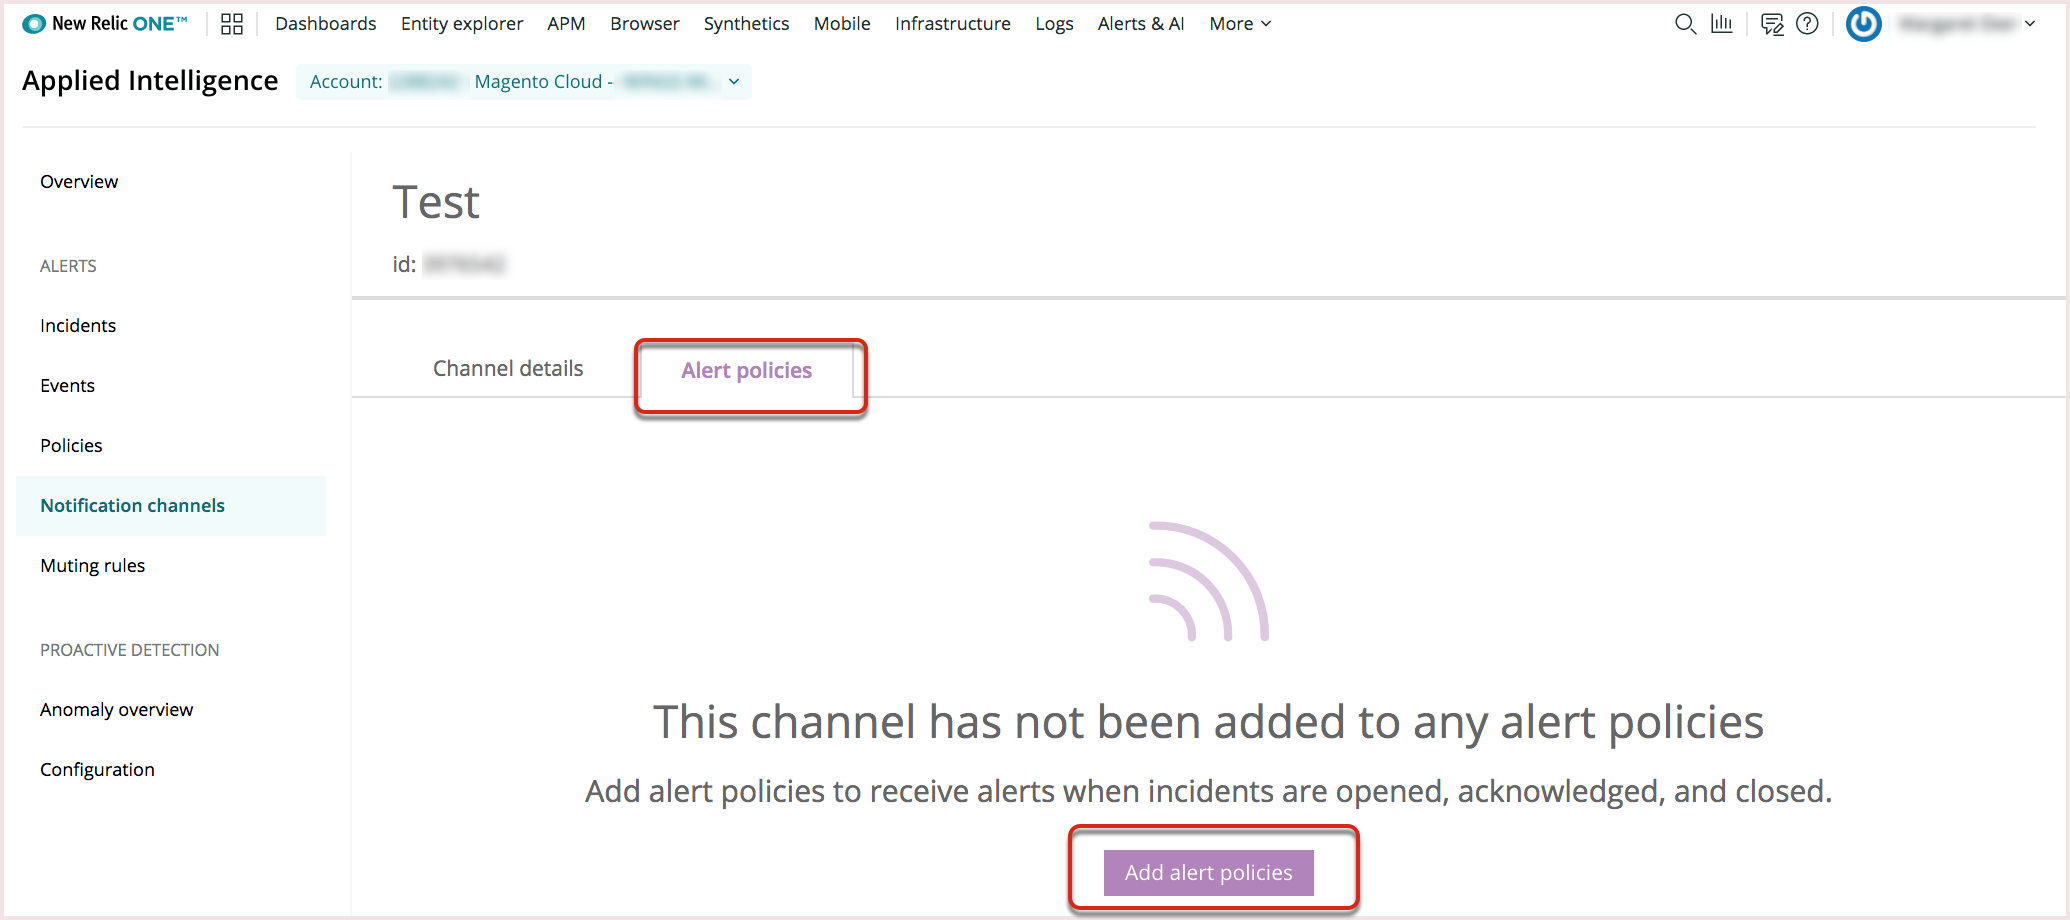 New Relic ONE™ Dashboards Entity explorer APM Browser Synthetics Mobile Infrastructure Logs Alerts & AI More
Applied Intelligence Account: Magento Cloud -
Overview
ALERTS
Incidents
Events
Policies
Notification channels
Muting rules
PROACTIVE DETECTION
Anomaly overview
Configuration
Test
id:
Channel details Alert policies
This channel has not been added to any alert policies
Add alert policies to receive alerts when incidents are opened, acknowledged, and closed.
Add alert policies